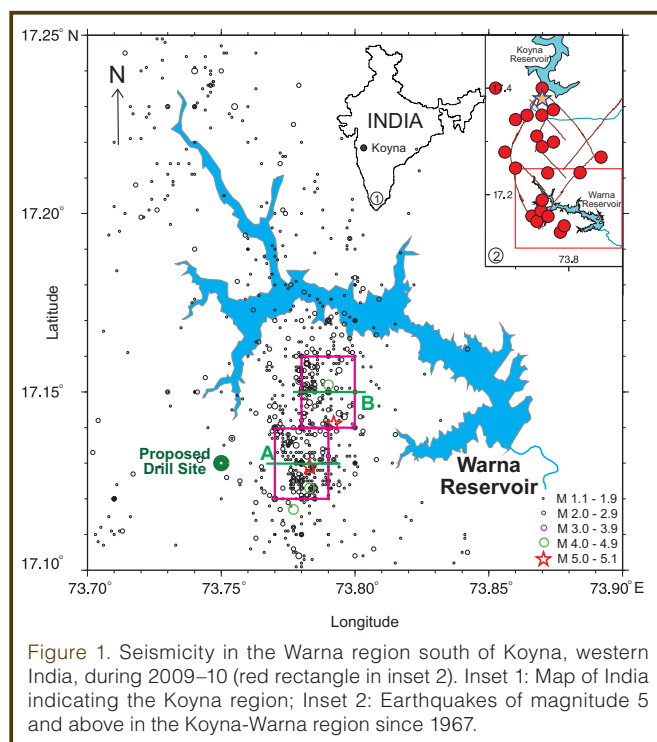 17.25° N
N
INDIA
Koyna
1
Koyna
Reservoir
17.4
17.2
Warna
Reservoir
73.8
2
17.20°
Latitude
17.15°
B
A
Proposed
Drill Site
Warna
Reservoir
M 1.1 - 1.9
M 2.0 - 2.9
M 3.0 - 3.9
M 4.0 - 4.9
M 5.0 - 5.1
17.10°
73.70° 73.75° 73.80° 73.85° 73.90° E
Longitude
Figure 1. Seismicity in the Warna region south of Koyna, western
India, during 2009–10 (red rectangle in inset 2). Inset 1: Map of India
indicating the Koyna region; Inset 2: Earthquakes of magnitude 5
and above in the Koyna-Warna region since 1967.